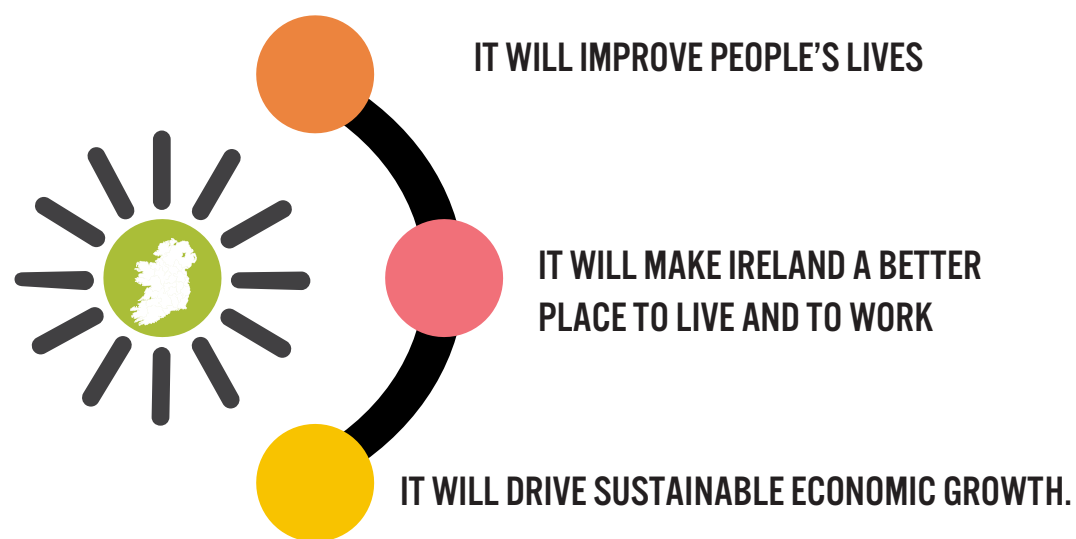 IT WILL IMPROVE PEOPLE’S LIVES
IT WILL MAKE IRELAND A BETTER
PLACE TO LIVE AND TO WORK
IT WILL DRIVE SUSTAINABLE ECONOMIC GROWTH.